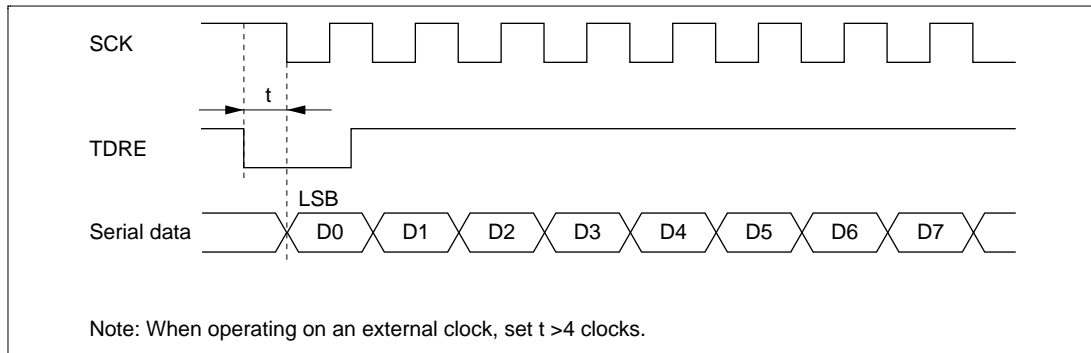 SCK
t
TDRE
LSB
Serial data D0 D1 D2 D3 D4 D5 D6 D7
Note: When operating on an external clock, set t >4 clocks.